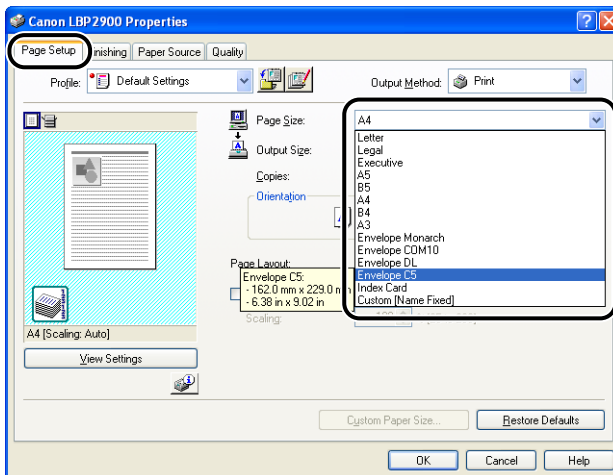 Canon LBP2900 Properties
Page Setup
Finishing
Paper Source
Quality
Profile:
Default Settings
Output Method:
Print
Page Size:
A4
Output Size:
Copies:
Orientation
Letter
Legal
Executive
A5
B5
A4
B4
A3
Envelope Monarch
Envelope COM10
Envelope DL
Envelope C5
Index Card
Custom [Name Fixed]
Page Layout:
Envelope C5:
- 162.0 mm x 229.0 m
- 6.38 in x 9.02 in
Scaling:
A4 [Scaling: Auto]
View Settings
Custom Paper Size...
Restore Defaults
OK
Cancel
Help